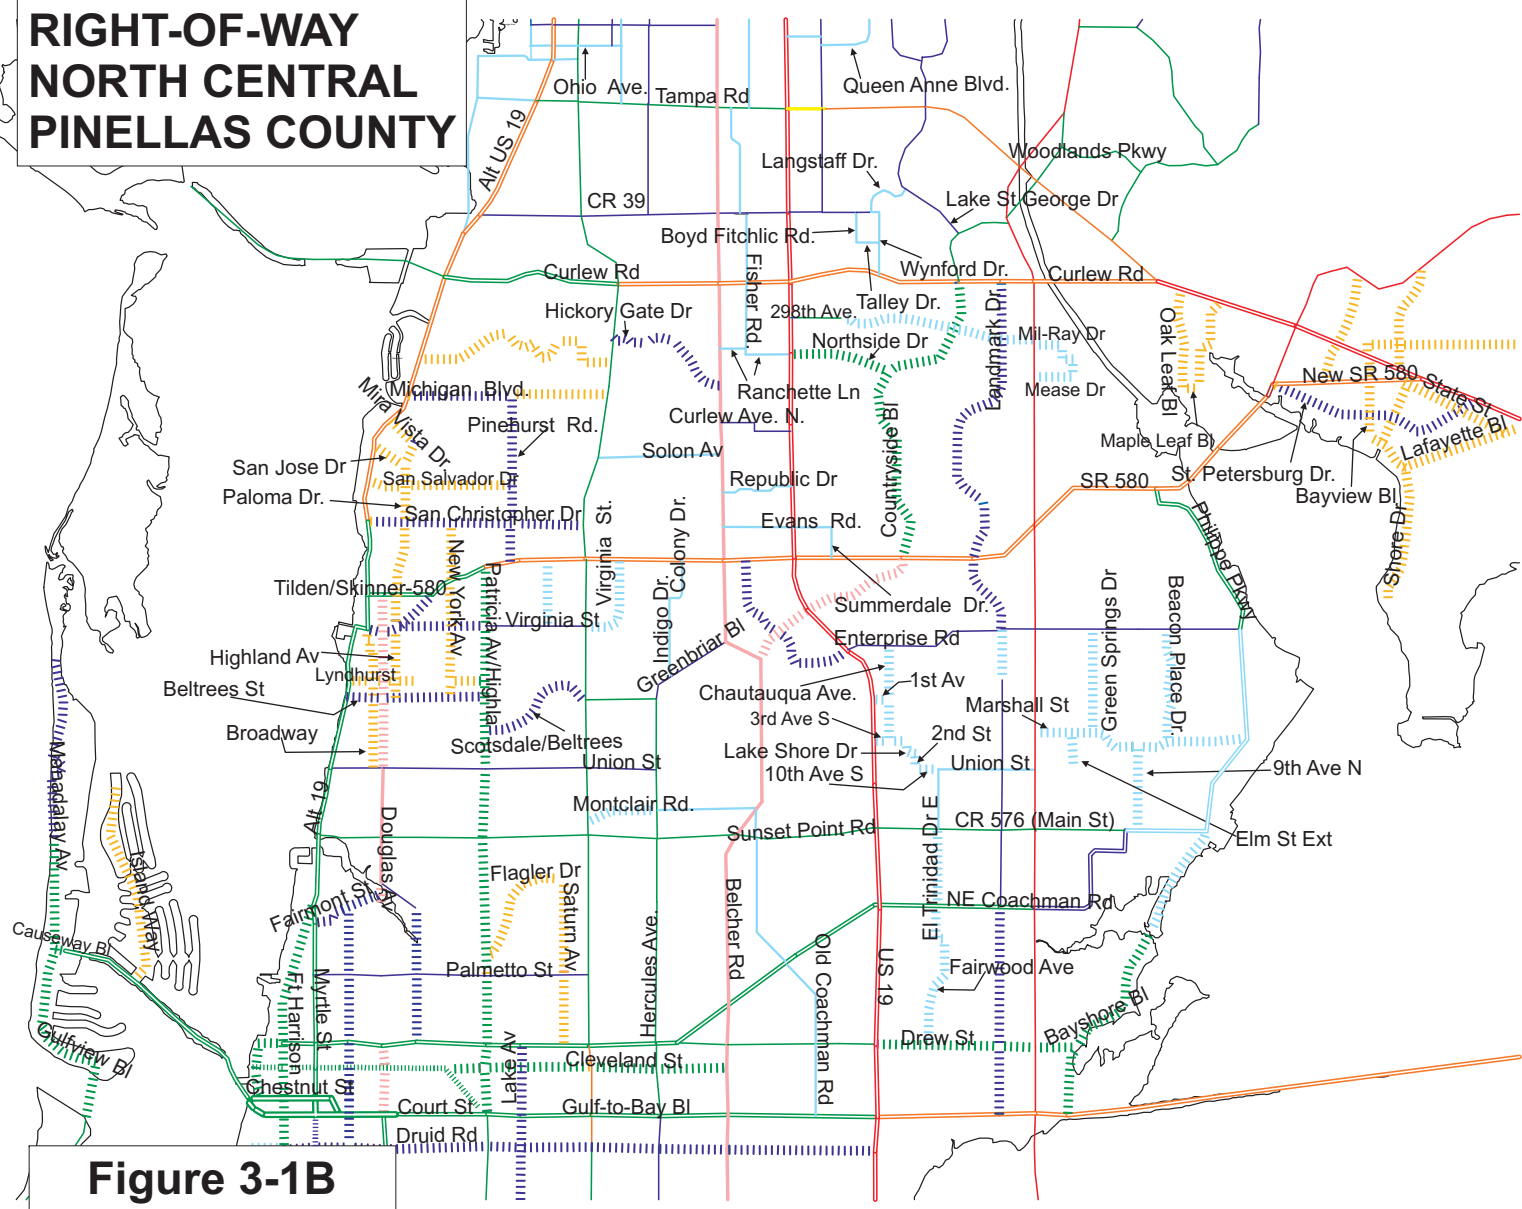 RIGHT-OF-WAY
NORTH CENTRAL
PINELLAS COUNTY
Ohio Ave.
Tampa Rd
Queen Anne Blvd.
Alt US 19
Langstaff Dr.
Woodlands Pkwy
CR 39
Lake St George Dr
Boyd Fitchlic Rd.
Fisher Rd.
Wynford Dr.
Curlew Rd
Curlew Rd
Talley Dr.
Hickory Gate Dr
298th Ave.
Landmark Dr
Mil-Ray Dr
Oak Leaf Bl
Northside Dr
Ranchette Ln
Mease Dr
New SR 580
State St
Michigan Blvd.
Mira Vista Dr
Pinehurst Rd.
Curlew Ave. N.
Countryside Bl
Maple Leaf Bl
Lafayette Bl
San Jose Dr
Solon Av
San Salvador Dr
Republic Dr
SR 580
St. Petersburg Dr.
Bayview Bl
Paloma Dr.
San Christopher Dr
Virginia St.
Colony Dr.
Evans Rd.
Philippe Pkwy
Shore Dr
New York Av
Patricia Av/Highla
Tilden/Skinner-580
Summerdale Dr.
Green Springs Dr
Beacon Place Dr.
Virginia St
Indigo Dr.
Greenbriar Bl
Enterprise Rd
Highland Av
Lyndhurst
Beltrees St
Chautauqua Ave.
1st Av
Marshall St
3rd Ave S
Broadway
Scotsdale/Beltrees
Lake Shore Dr
2nd St
Mandalay Av
Union St
10th Ave S
Union St
9th Ave N
Alt 19
Montclair Rd.
El Trinidad Dr E
CR 576 (Main St)
Douglas Av
Sunset Point Rd
Elm St Ext
Island Way
Flagler Dr
Fairmont St
Saturn Av
Belcher Rd
NE Coachman Rd
Causeway Bl
Hercules Ave.
Old Coachman Rd
US 19
Palmetto St
Fairwood Ave
Ft Harrison
Myrtle St
Gulfview Bl
Lake Av
Drew St
Bayshore Bl
Cleveland St
Chestnut St
Court St
Gulf-to-Bay Bl
Druid Rd
Figure 3-1B